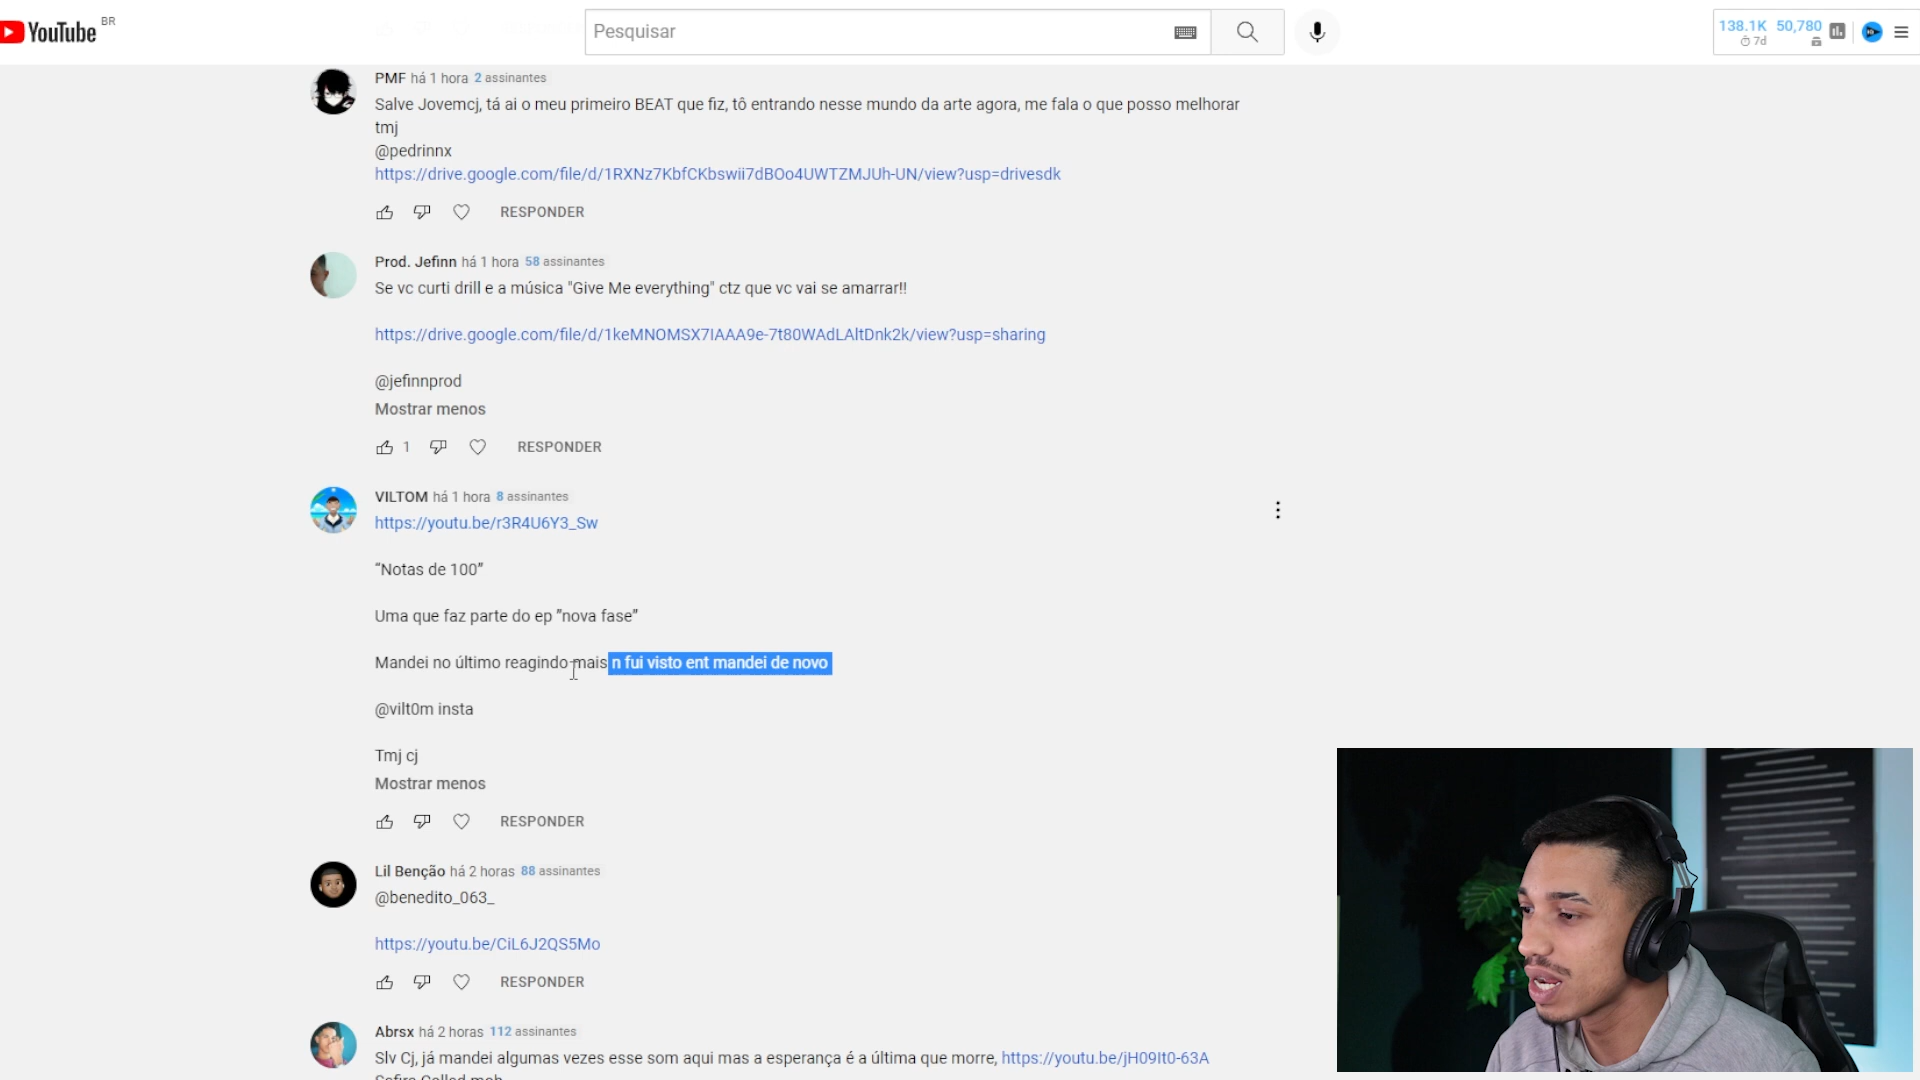 YouTube BR
Pesquisar
138.1K 50,780
7d
PMF há 1 hora 2 assinantes
Salve Jovemcj, tá ai o meu primeiro BEAT que fiz, tô entrando nesse mundo da arte agora, me fala o que posso melhorar
tmj
@pedrinnx
https://drive.google.com/file/d/1RXNz7KbfCKbswii7dBOo4UWTZMJUh-UN/view?usp=drivesdk
RESPONDER
Prod. Jefinn há 1 hora 58 assinantes
Se vc curti drill e a música "Give Me everything" ctz que vc vai se amarrar!!
https://drive.google.com/file/d/1keMNOMSX7IAAA9e-7t80WAdLAltDnk2k/view?usp=sharing
@jefinnprod
Mostrar menos
1 RESPONDER
VILTOM há 1 hora 8 assinantes
https://youtu.be/r3R4U6Y3_Sw
“Notas de 100”
Uma que faz parte do ep ”nova fase”
Mandei no último reagindo mais n fui visto ent mandei de novo
@vilt0m insta
Tmj cj
Mostrar menos
RESPONDER
Lil Benção há 2 horas 88 assinantes
@benedito_063_
https://youtu.be/CiL6J2QS5Mo
RESPONDER
Abrsx há 2 horas 112 assinantes
Slv Cj, já mandei algumas vezes esse som aqui mas a esperança é a última que morre, https://youtu.be/jH09It0-63A